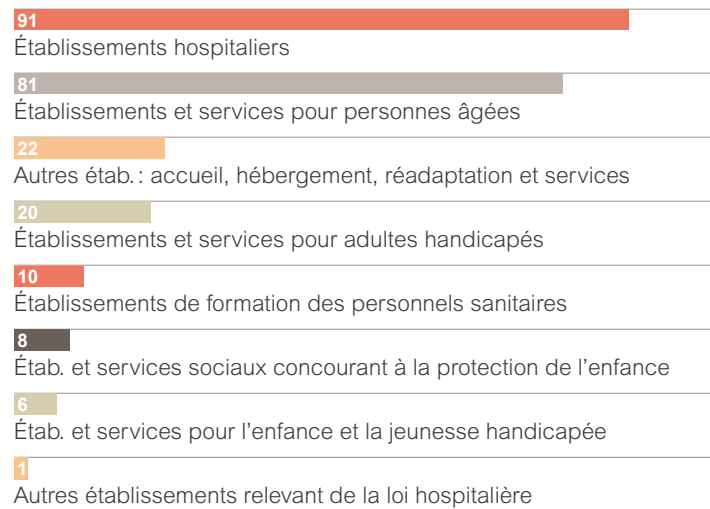 91
Établissements hospitaliers
81
Établissements et services pour personnes âgées
22
Autres étab. : accueil, hébergement, réadaptation et services
20
Établissements et services pour adultes handicapés
10
Établissements de formation des personnels sanitaires
8
Étab. et services sociaux concourant à la protection de l’enfance
6
Étab. et services pour l’enfance et la jeunesse handicapée
1
Autres établissements relevant de la loi hospitalière